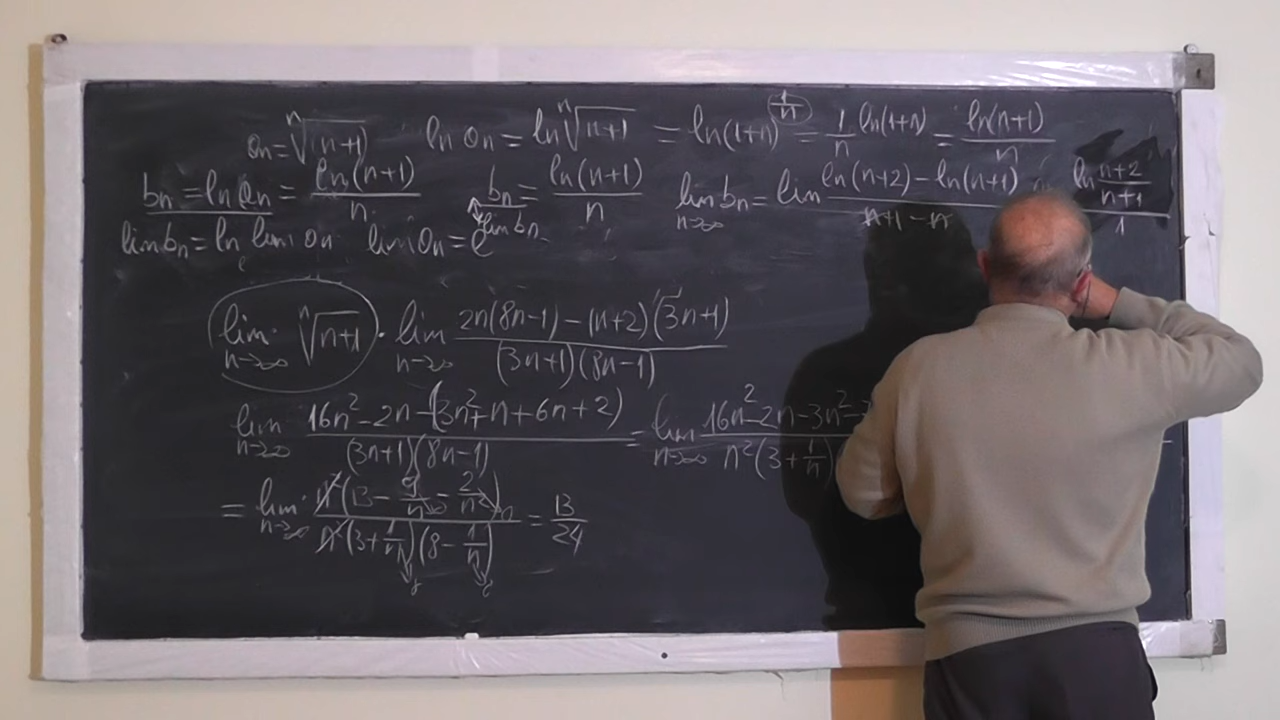 an = ⁿ√(n+1)   ln an = ln ⁿ√(n+1) = ln(1+n)^(1/n) = 1/n ln(1+n) = ln(n+1)/n
bn = ln an = ln(n+1)/n   bn = ln(n+1)/n   lim n→∞ bn = lim (ln(n+2) − ln(n+1))/(n+1−n) = (ln (n+2)/(n+1))/1
lim bn = ln lim an   lim an = e^(lim bn)
lim n→∞ ⁿ√(n+1) · lim n→∞ (2n(8n−1) − (n+2)(3n+1))/((3n+1)(8n−1))
lim n→∞ (16n² − 2n − (3n² + n + 6n + 2))/((3n+1)(8n−1)) = lim n→∞ (16n² − 2n − 3n² −)/(n²(3 + 1/n)
= lim n→∞ n²(13 − 9/n − 2/n²)/(n²(3 + 1/n)(8 − 1/n)) = 13/24